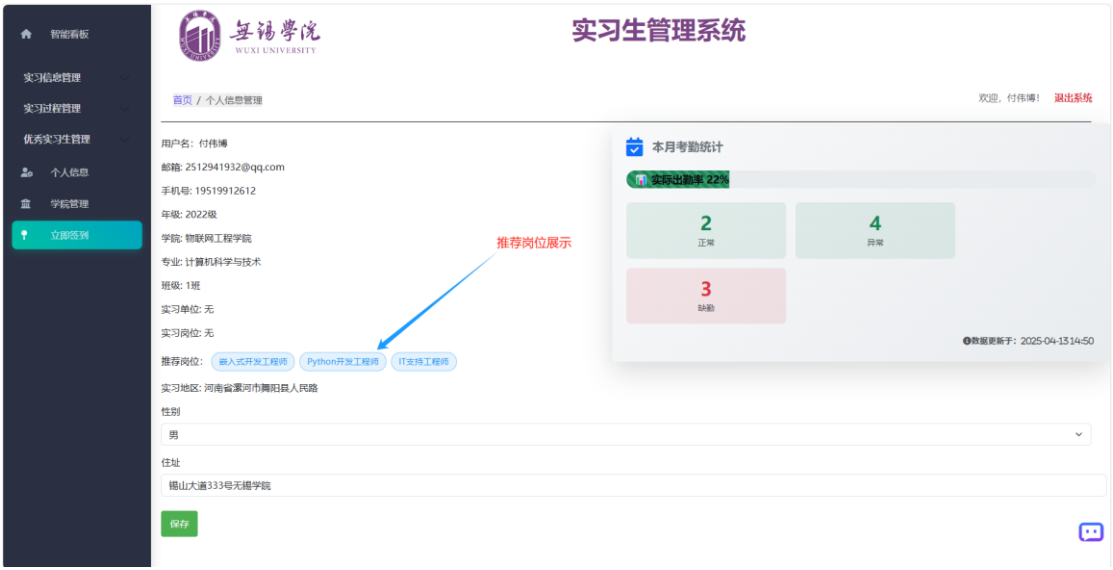 智能看板
实习信息管理
实习过程管理
优秀实习生管理
个人信息
学院管理
立即签到
無锡學院
WUXI UNIVERSITY
实习生管理系统
首页 / 个人信息管理
欢迎, 付伟博! 退出系统
用户名: 付伟博
邮箱: 2512941932@qq.com
手机号: 19519912612
年级: 2022级
学院: 物联网工程学院
专业: 计算机科学与技术
班级: 1班
实习单位: 无
实习岗位: 无
推荐岗位: 嵌入式开发工程师 Python开发工程师 IT支持工程师
实习地区: 河南省漯河市舞阳县人民路
性别
男
住址
锡山大道333号无锡学院
保存
推荐岗位展示
本月考勤统计
实际出勤率 22%
2
正常
4
异常
3
缺勤
数据更新于: 2025-04-13 14:50